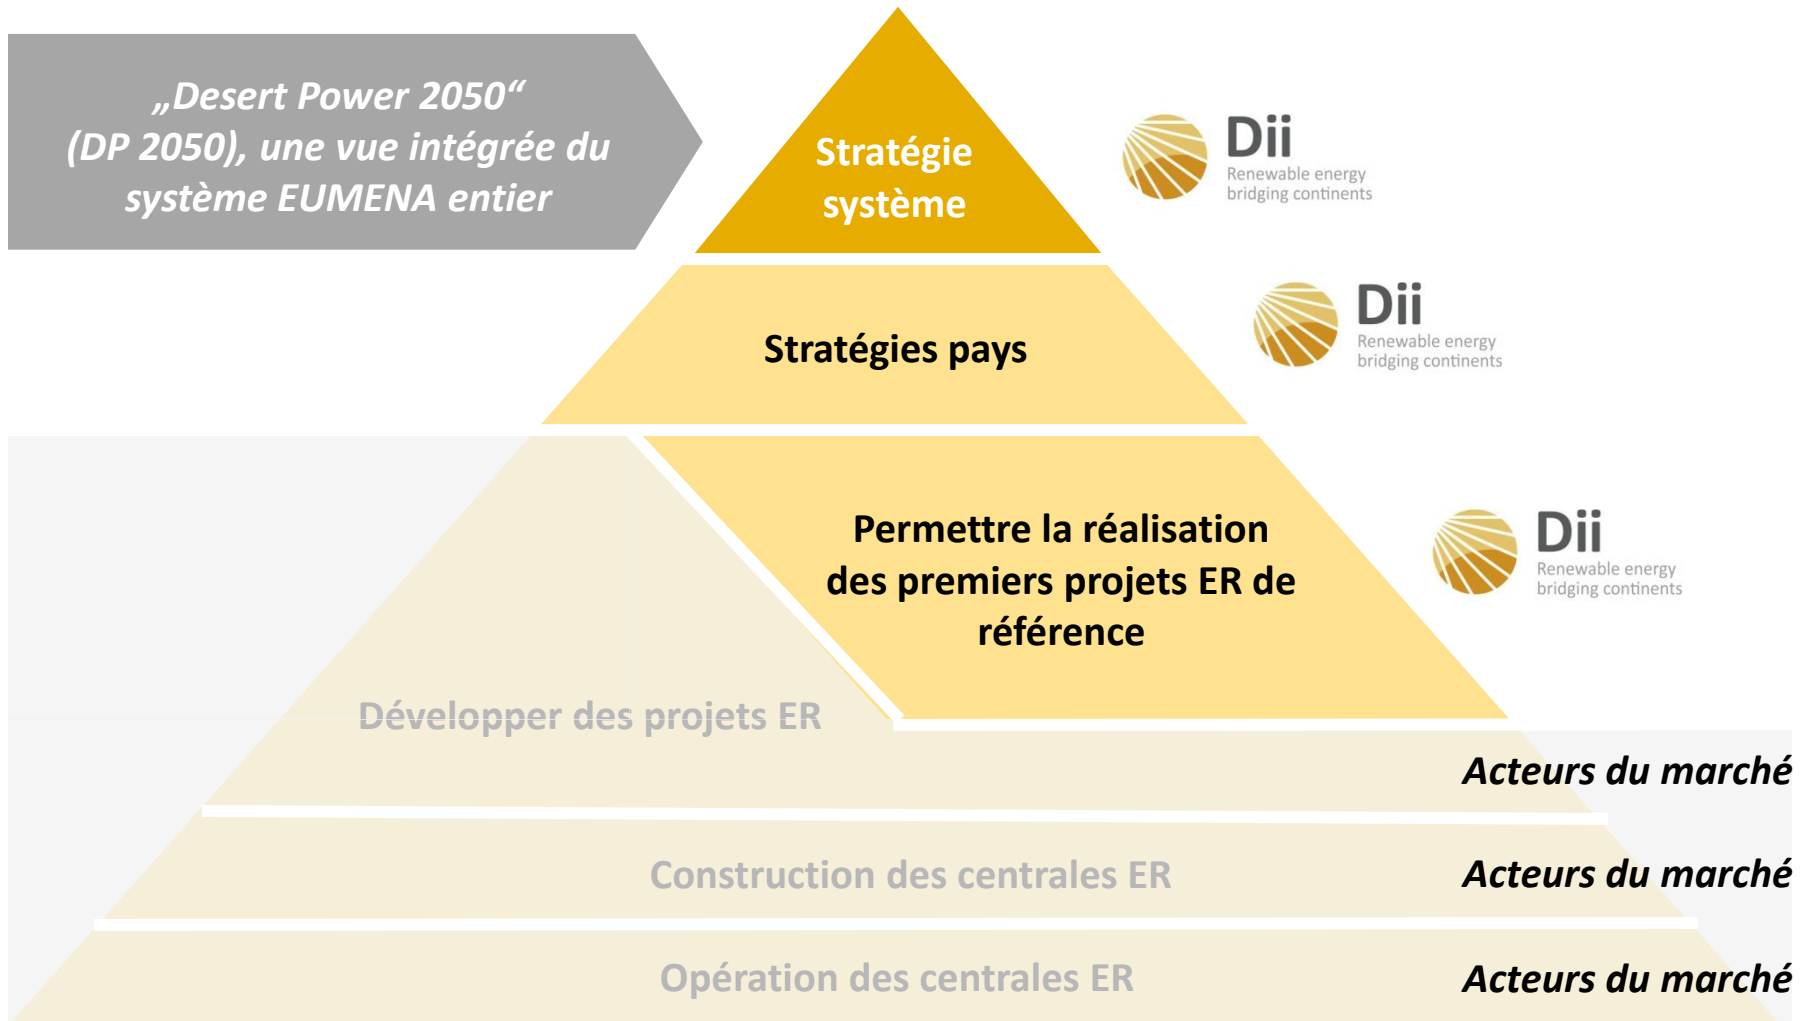 „Desert Power 2050“
(DP 2050), une vue intégrée du
système EUMENA entier
Stratégie
système
Dii
Renewable energy
bridging continents
Stratégies pays
Dii
Renewable energy
bridging continents
Permettre la réalisation
des premiers projets ER de
référence
Dii
Renewable energy
bridging continents
Développer des projets ER
Acteurs du marché
Construction des centrales ER
Acteurs du marché
Opération des centrales ER
Acteurs du marché